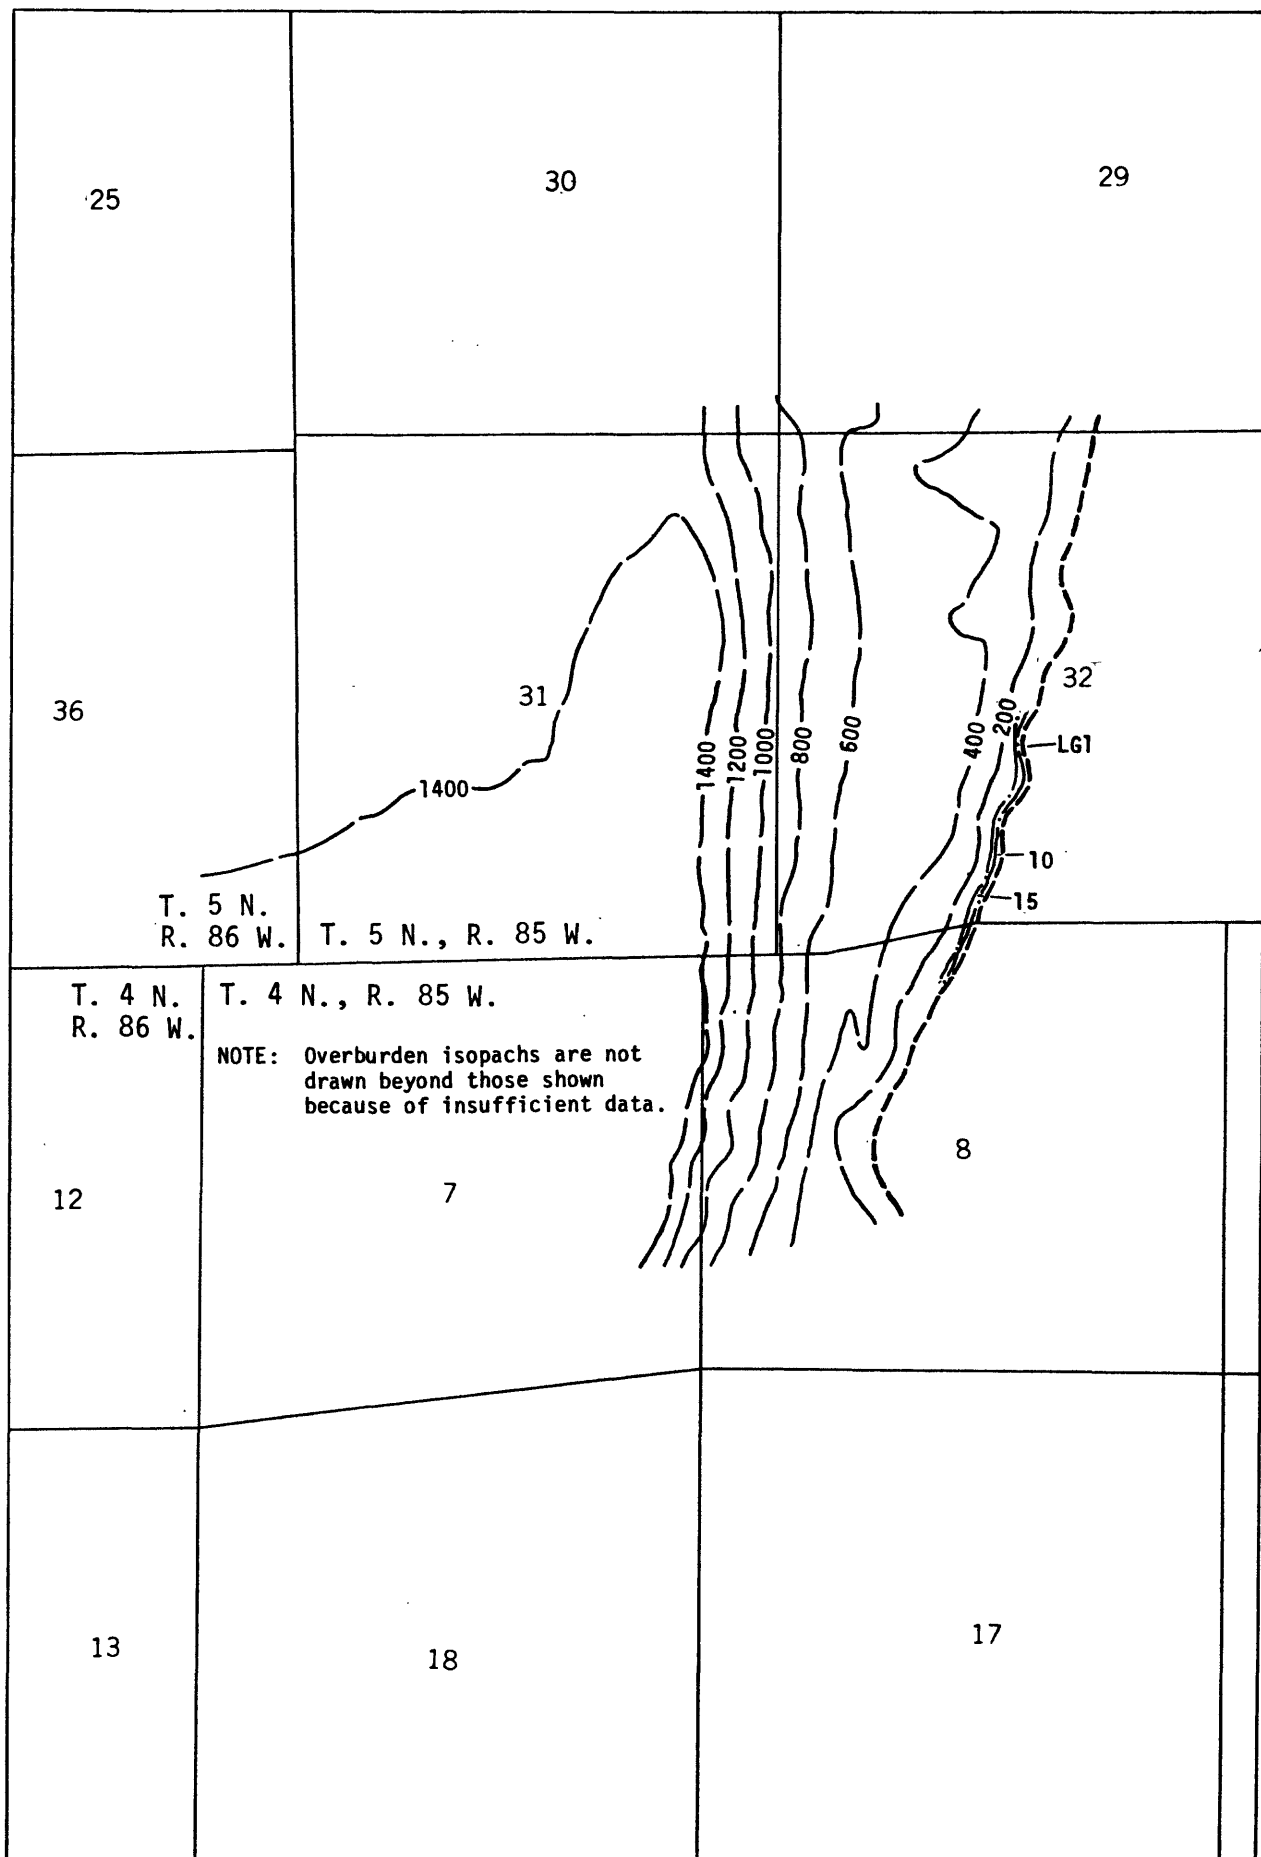 25
30
29
36
31
32
1400
1400
1200
1000
800
600
400
200
LG1
10
15
T. 5 N.
R. 86 W.
T. 5 N., R. 85 W.
T. 4 N.
R. 86 W.
T. 4 N., R. 85 W.
NOTE: Overburden isopachs are not
drawn beyond those shown
because of insufficient data.
12
7
8
13
18
17